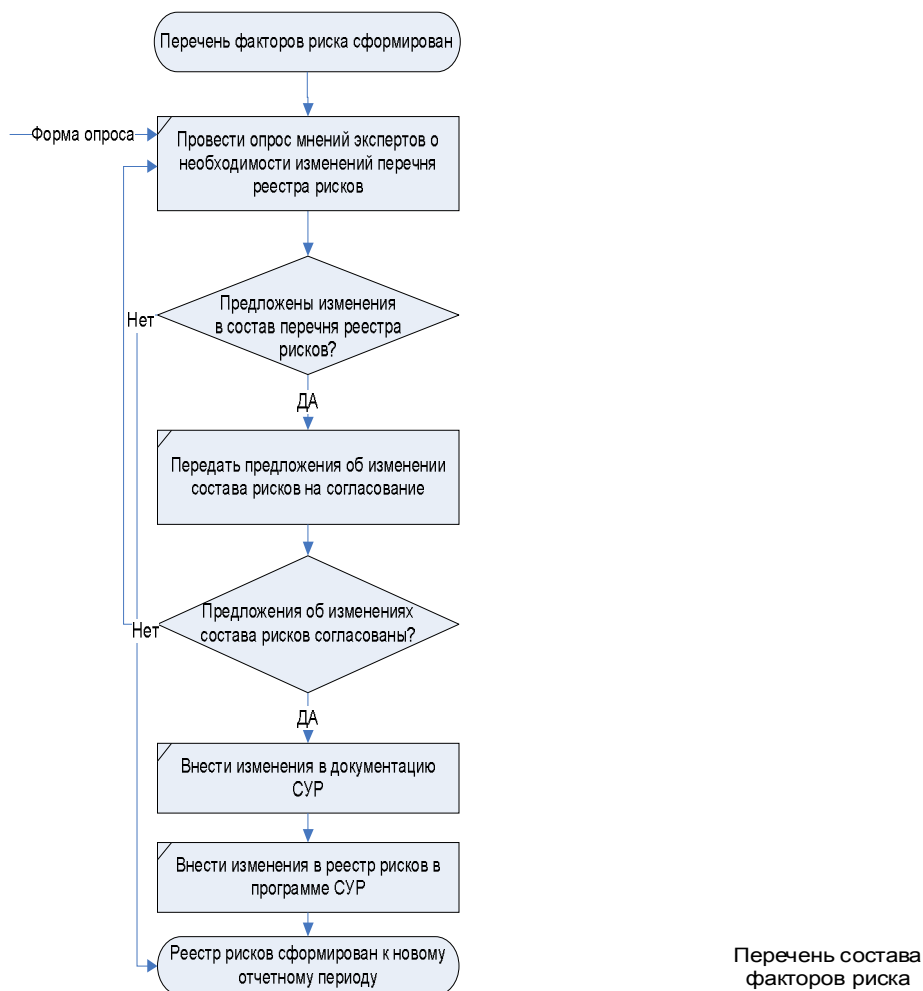 Перечень факторов риска сформирован
Форма опроса
Провести опрос мнений экспертов о
необходимости изменений перечня
реестра рисков
Предложены изменения
в состав перечня реестра
рисков?
Нет
ДА
Передать предложения об изменении
состава рисков на согласование
Предложения об изменениях
состава рисков согласованы?
Нет
ДА
Внести изменения в документацию
СУР
Внести изменения в реестр рисков в
программе СУР
Реестр рисков сформирован к новому
отчетному периоду
Перечень состава
факторов риска